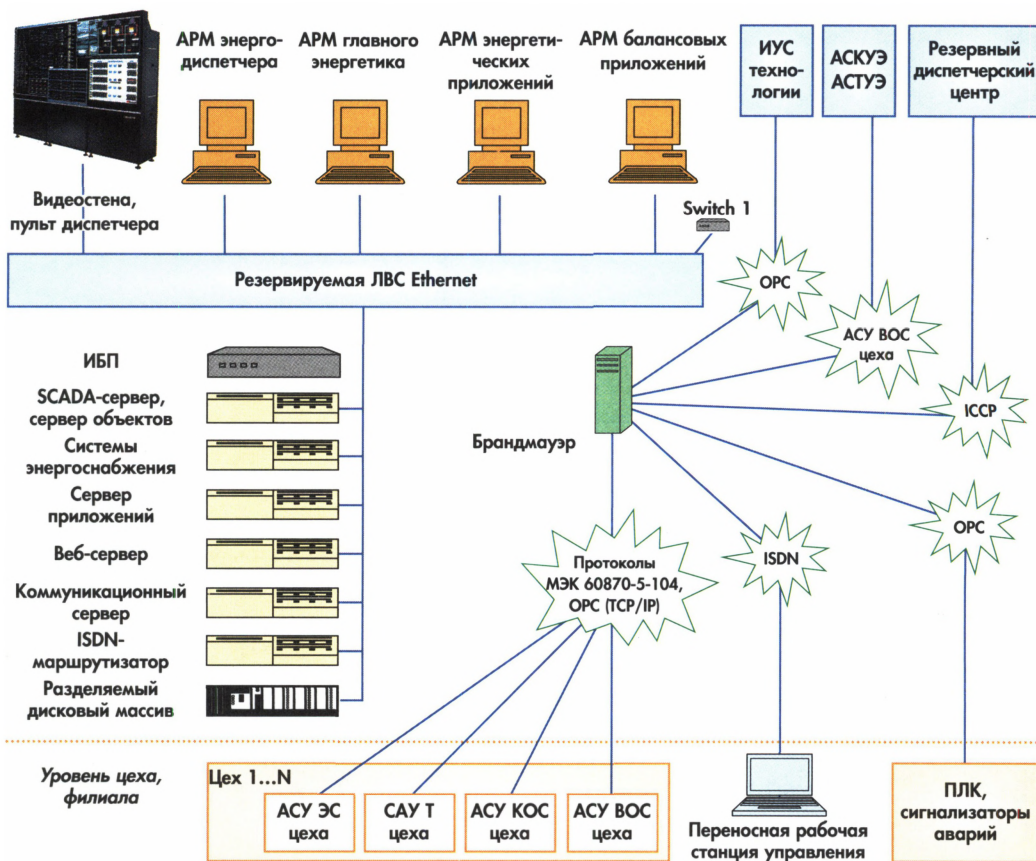 АРМ энерго-
диспетчера
АРМ главного
энергетика
АРМ энергети-
ческих
приложений
АРМ балансовых
приложений
ИУС
техно-
логии
АСКУЭ
АСТУЭ
Резервный
диспетчерский
центр
Видеостена,
пульт диспетчера
Switch 1
Резервируемая ЛВС Ethernet
OPC
АСУ ВОС
цеха
ICCP
OPC
ИБП
SCADA-сервер,
сервер объектов
Системы
энергоснабжения
Сервер
приложений
Веб-сервер
Коммуникационный
сервер
ISDN-
маршрутизатор
Разделяемый
дисковый массив
Брандмауэр
Протоколы
МЭК 60870-5-104,
OPC (TCP/IP)
ISDN
Уровень цеха,
филиала
Цех 1...N
АСУ ЭС
цеха
САУ Т
цеха
АСУ КОС
цеха
АСУ ВОС
цеха
Переносная рабочая
станция управления
ПЛК,
сигнализаторы
аварий